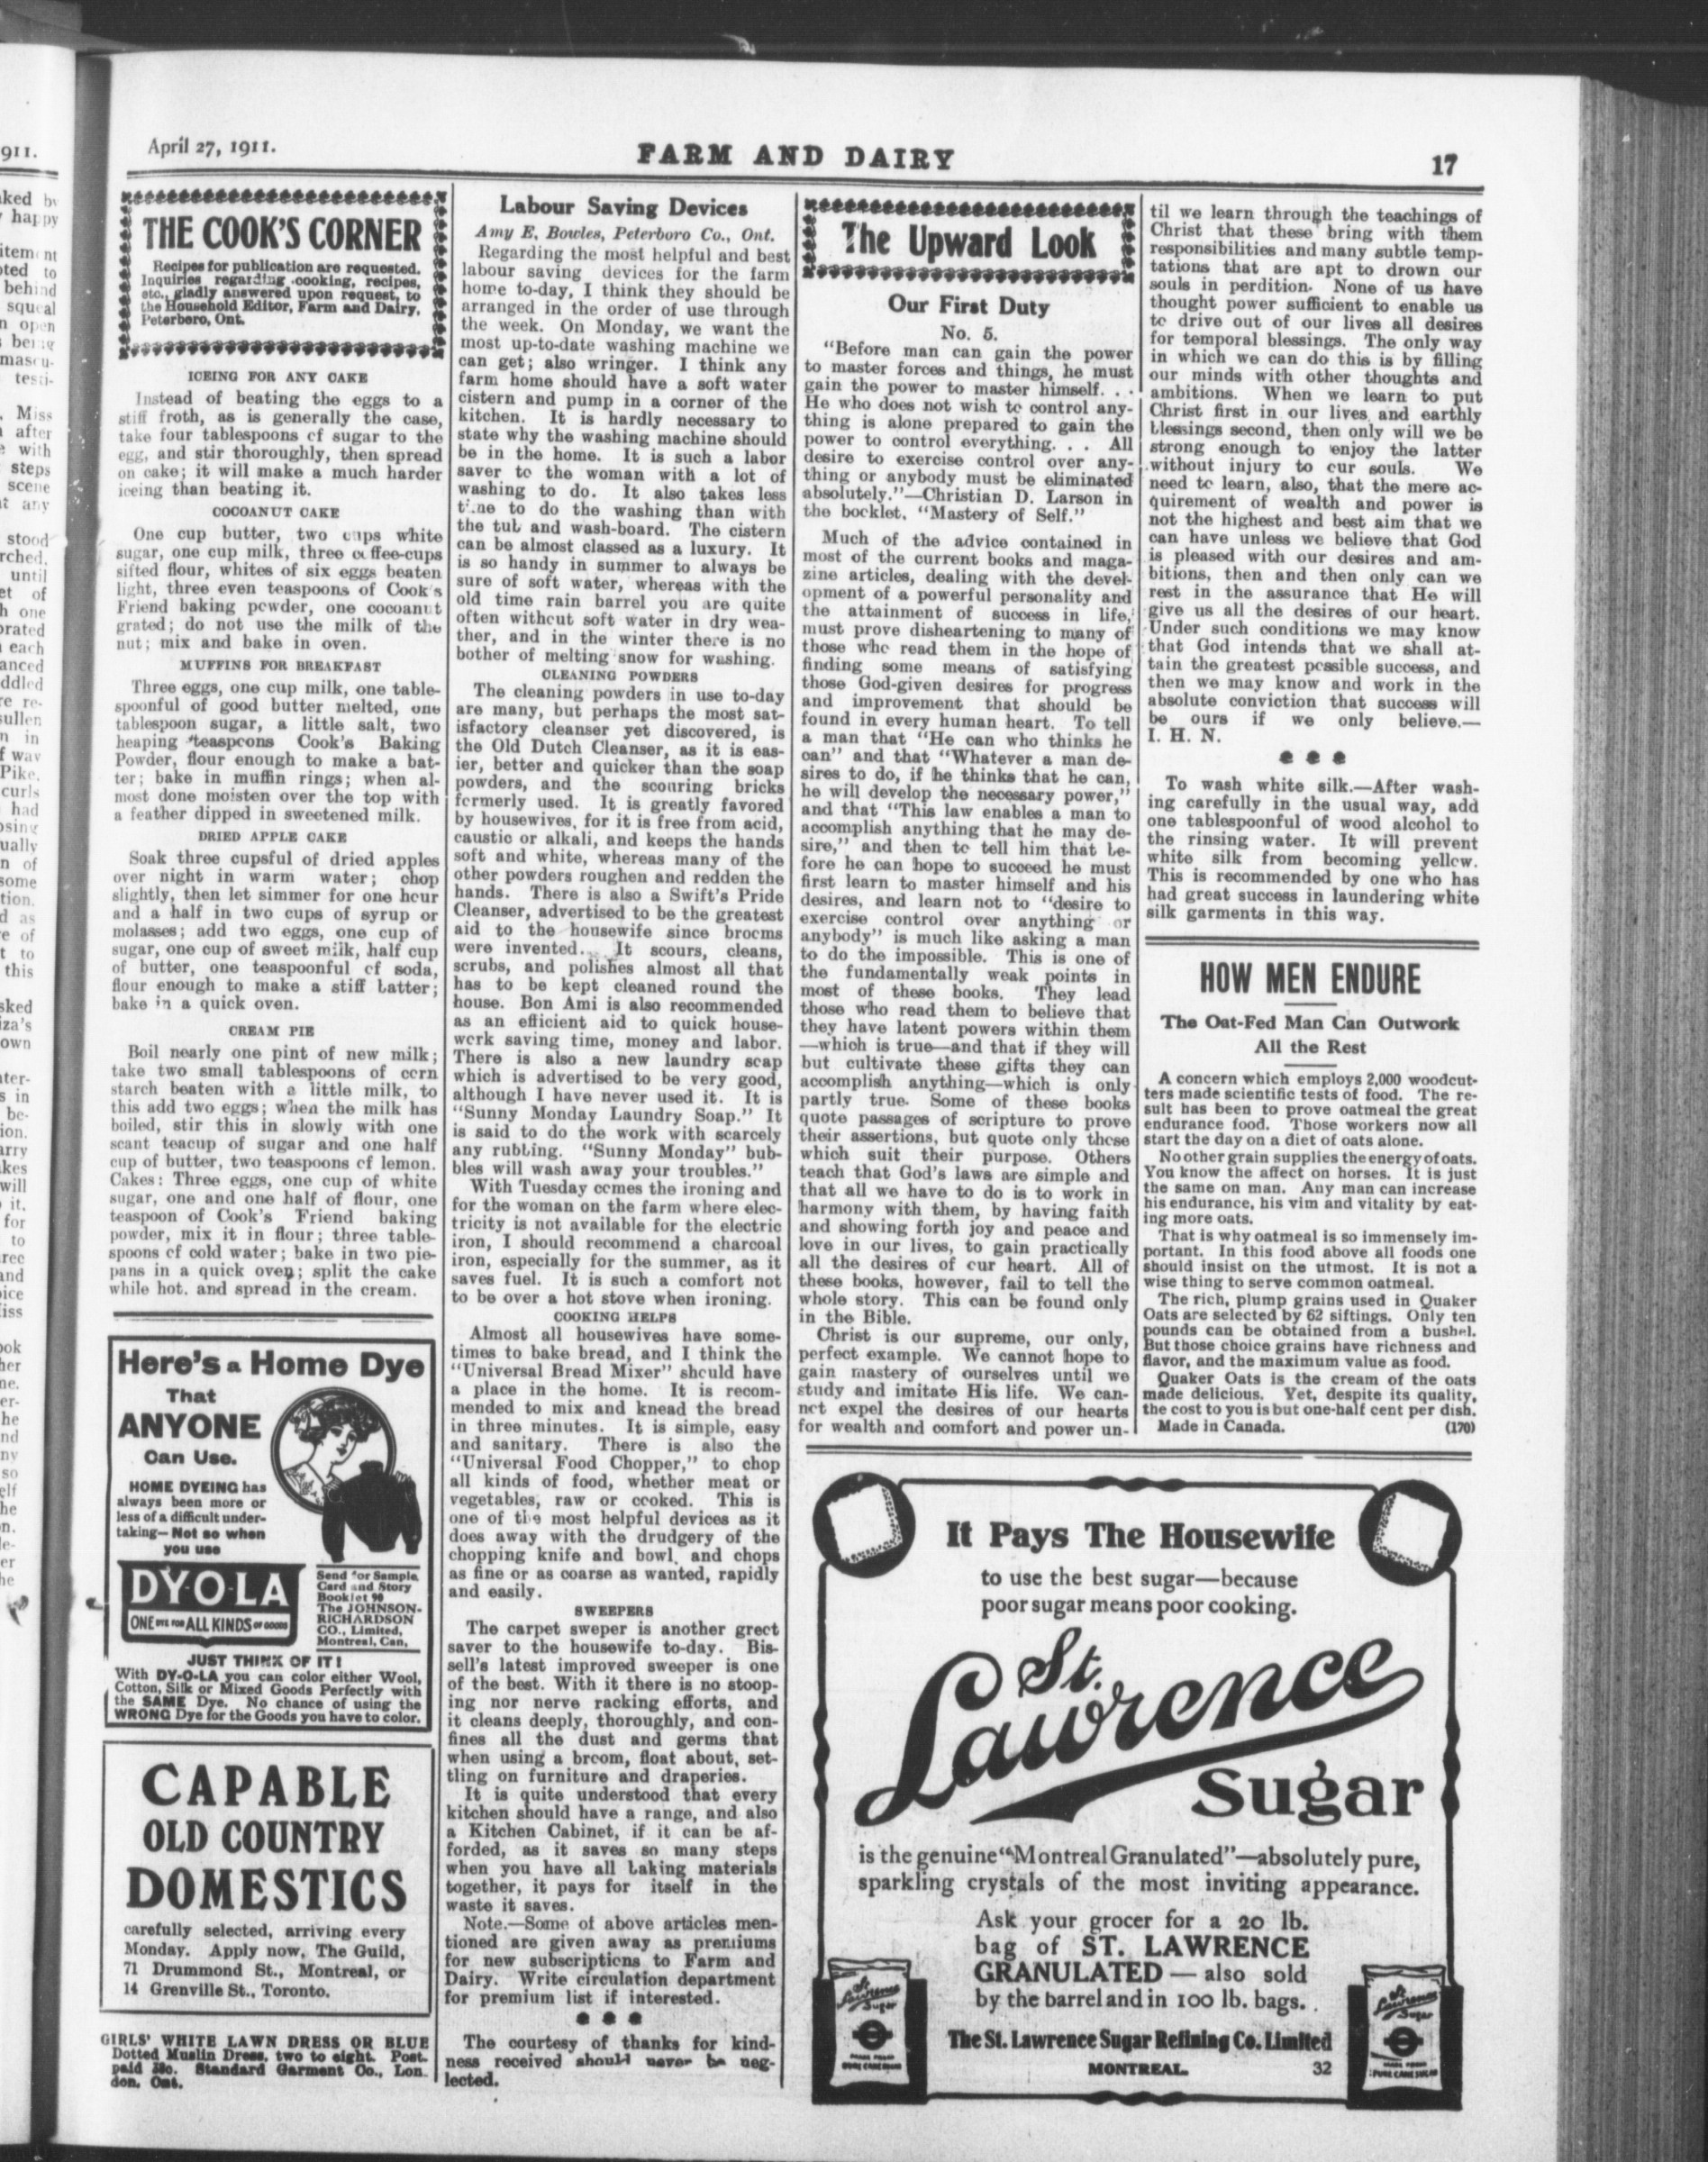 April 27, 1911.
FARM AND DAIRY
17
THE COOK'S CORNER
Recipes for publication are requested.
Inquiries regarding cooking, recipes,
etc., gladly answered upon request, to
the Household Editor, Farm and Dairy,
Peterboro, Ont.
ICEING FOR ANY CAKE
Instead of beating the eggs to a
stiff froth, as is generally the case,
take four tablespoons of sugar to the
egg, and stir thoroughly, then spread
on cake; it will make a much harder
iceing than beating it.
COCOANUT CAKE
One cup butter, two cups white
sugar, one cup milk, three coffee-cups
sifted flour, whites of six eggs beaten
light, three even teaspoons of Cook's
Friend baking powder, one cocoanut
grated; do not use the milk of the
nut; mix and bake in oven.
MUFFINS FOR BREAKFAST
Three eggs, one cup milk, one table-
spoonful of good butter melted, one
tablespoon sugar, a little salt, two
heaping teaspoons Cook's Baking
Powder, flour enough to make a bat-
ter; bake in muffin rings; when al-
most done moisten over the top with
a feather dipped in sweetened milk.
DRIED APPLE CAKE
Soak three cupsful of dried apples
over night in warm water; chop
slightly, then let simmer for one hour
and a half in two cups of syrup or
molasses; add two eggs, one cup of
sugar, one cup of sweet milk, half cup
of butter, one teaspoonful of soda,
flour enough to make a stiff batter;
bake in a quick oven.
CREAM PIE
Boil nearly one pint of new milk;
take two small tablespoons of corn
starch beaten with a little milk, to
this add two eggs; when the milk has
boiled, stir this in slowly with one
scant teacup of sugar and one half
cup of butter, two teaspoons of lemon.
Cakes: Three eggs, one cup of white
sugar, one and one half of flour, one
teaspoon of Cook's Friend baking
powder, mix it in flour; three table-
spoons of cold water; bake in two pie-
pans in a quick oven; split the cake
while hot. and spread in the cream.
Here's a Home Dye
That
ANYONE
Can Use.
HOME DYEING has
always been more or
less of a difficult under-
taking—Not so when
you use
DY-O-LA
ONE DYE FOR ALL KINDS OF GOODS
Send for Sample
Card and Story
Booklet 90
The JOHNSON-
RICHARDSON
CO., Limited,
Montreal, Can.
JUST THINK OF IT!
With DY-O-LA you can color either Wool,
Cotton, Silk or Mixed Goods Perfectly with
the SAME Dye. No chance of using the
WRONG Dye for the Goods you have to color.
CAPABLE
OLD COUNTRY
DOMESTICS
carefully selected, arriving every
Monday. Apply now, The Guild,
71 Drummond St., Montreal, or
14 Grenville St., Toronto.
GIRLS' WHITE LAWN DRESS OR BLUE
Dotted Muslin Dress, two to eight. Post-
paid Standard Garment Co., Lon-
don, Ont.
Labour Saving Devices
Amy E. Bowles, Peterboro Co., Ont.
Regarding the most helpful and best
labour saving devices for the farm
home to-day, I think they should be
arranged in the order of use through
the week. On Monday, we want the
most up-to-date washing machine we
can get; also wringer. I think any
farm home should have a soft water
cistern and pump in a corner of the
kitchen. It is hardly necessary to
state why the washing machine should
be in the home. It is such a labor
saver to the woman with a lot of
washing to do. It also takes less
time to do the washing than with
the tub and wash-board. The cistern
can be almost classed as a luxury. It
is so handy in summer to always be
sure of soft water, whereas with the
old time rain barrel you are quite
often without soft water in dry wea-
ther, and in the winter there is no
bother of melting snow for washing.
CLEANING POWDERS
The cleaning powders in use to-day
are many, but perhaps the most sat-
isfactory cleanser yet discovered, is
the Old Dutch Cleanser, as it is eas-
ier, better and quicker than the soap
powders, and the scouring bricks
formerly used. It is greatly favored
by housewives, for it is free from acid,
caustic or alkali, and keeps the hands
soft and white, whereas many of the
other powders roughen and redden the
hands. There is also a Swift's Pride
Cleanser, advertised to be the greatest
aid to the housewife since brooms
were invented. It scours, cleans,
scrubs, and polishes almost all that
has to be kept cleaned round the
house. Bon Ami is also recommended
as an efficient aid to quick house-
work saving time, money and labor.
There is also a new laundry soap
which is advertised to be very good,
although I have never used it. It is
"Sunny Monday Laundry Soap." It
is said to do the work with scarcely
any rubbing. "Sunny Monday" bub-
bles will wash away your troubles."
With Tuesday comes the ironing and
for the woman on the farm where elec-
tricity is not available for the electric
iron, I should recommend a charcoal
iron, especially for the summer, as it
saves fuel. It is such a comfort not
to be over a hot stove when ironing.
COOKING HELPS
Almost all housewives have some-
times to bake bread, and I think the
"Universal Bread Mixer" should have
a place in the home. It is recom-
mended to mix and knead the bread
in three minutes. It is simple, easy
and sanitary. There is also the
"Universal Food Chopper," to chop
all kinds of food, whether meat or
vegetables, raw or cooked. This is
one of the most helpful devices as it
does away with the drudgery of the
chopping knife and bowl, and chops
as fine or as coarse as wanted, rapidly
and easily.
SWEEPERS
The carpet sweper is another great
saver to the housewife to-day. Bis-
sell's latest improved sweeper is one
of the best. With it there is no stoop-
ing nor nerve racking efforts, and
it cleans deeply, thoroughly, and con-
fines all the dust and germs that
when using a broom, float about, set-
tling on furniture and draperies.
It is quite understood that every
kitchen should have a range, and also
a Kitchen Cabinet, if it can be af-
forded, as it saves so many steps
when you have all baking materials
together, it pays for itself in the
waste it saves.
Note.—Some of above articles men-
tioned are given away as premiums
for new subscriptions to Farm and
Dairy. Write circulation department
for premium list if interested.
The courtesy of thanks for kind-
ness received should never be neg-
lected.
The Upward Look
Our First Duty
No. 5.
"Before man can gain the power
to master forces and things, he must
gain the power to master himself. . .
He who does not wish to control any-
thing is alone prepared to gain the
power to control everything. . . All
desire to exercise control over any-
thing or anybody must be eliminated
absolutely."—Christian D. Larson in
the booklet, "Mastery of Self."
Much of the advice contained in
most of the current books and maga-
zine articles, dealing with the devel-
opment of a powerful personality and
the attainment of success in life,
must prove disheartening to many of
those who read them in the hope of
finding some means of satisfying
those God-given desires for progress
and improvement that should be
found in every human heart. To tell
a man that "He can who thinks he
can" and that "Whatever a man de-
sires to do, if he thinks that he can,
he will develop the necessary power,"
and that "This law enables a man to
accomplish anything that he may de-
sire," and then to tell him that be-
fore he can hope to succeed he must
first learn to master himself and his
desires, and learn not to "desire to
exercise control over anything or
anybody" is much like asking a man
to do the impossible. This is one of
the fundamentally weak points in
most of these books. They lead
those who read them to believe that
they have latent powers within them
—which is true—and that if they will
but cultivate these gifts they can
accomplish anything—which is only
partly true. Some of these books
quote passages of scripture to prove
their assertions, but quote only those
which suit their purpose. Others
teach that God's laws are simple and
that all we have to do is to work in
harmony with them, by having faith
and showing forth joy and peace and
love in our lives, to gain practically
all the desires of our heart. All of
these books, however, fail to tell the
whole story. This can be found only
in the Bible.
Christ is our supreme, our only,
perfect example. We cannot hope to
gain mastery of ourselves until we
study and imitate His life. We can-
not expel the desires of our hearts
for wealth and comfort and power un-
til we learn through the teachings of
Christ that these bring with them
responsibilities and many subtle temp-
tations that are apt to drown our
souls in perdition. None of us have
thought power sufficient to enable us
to drive out of our lives all desires
for temporal blessings. The only way
in which we can do this is by filling
our minds with other thoughts and
ambitions. When we learn to put
Christ first in our lives and earthly
blessings second, then only will we be
strong enough to enjoy the latter
without injury to our souls. We
need to learn, also, that the mere ac-
quirement of wealth and power is
not the highest and best aim that we
can have unless we believe that God
is pleased with our desires and am-
bitions, then and then only can we
rest in the assurance that He will
give us all the desires of our heart.
Under such conditions we may know
that God intends that we shall at-
tain the greatest possible success, and
then we may know and work in the
absolute conviction that success will
be ours if we only believe.—
I. H. N.
To wash white silk.—After wash-
ing carefully in the usual way, add
one tablespoonful of wood alcohol to
the rinsing water. It will prevent
white silk from becoming yellow.
This is recommended by one who has
had great success in laundering white
silk garments in this way.
HOW MEN ENDURE
The Oat-Fed Man Can Outwork
All the Rest
A concern which employs 2,000 woodcut-
ters made scientific tests of food. The re-
sult has been to prove oatmeal the great
endurance food. Those workers now all
start the day on a diet of oats alone.
No other grain supplies the energy of oats.
You know the affect on horses. It is just
the same on man. Any man can increase
his endurance, his vim and vitality by eat-
ing more oats.
That is why oatmeal is so immensely im-
portant. In this food above all foods one
should insist on the utmost. It is not a
wise thing to serve common oatmeal.
The rich, plump grains used in Quaker
Oats are selected by 62 siftings. Only ten
pounds can be obtained from a bushel.
But those choice grains have richness and
flavor, and the maximum value as food.
Quaker Oats is the cream of the oats
made delicious. Yet, despite its quality,
the cost to you is but one-half cent per dish.
Made in Canada. (170)
It Pays The Housewife
to use the best sugar—because
poor sugar means poor cooking.
St.
Lawrence
Sugar
is the genuine "Montreal Granulated"—absolutely pure,
sparkling crystals of the most inviting appearance.
Ask your grocer for a 20 lb.
bag of ST. LAWRENCE
GRANULATED — also sold
by the barrel and in 100 lb. bags.
The St. Lawrence Sugar Refining Co. Limited
MONTREAL. 32